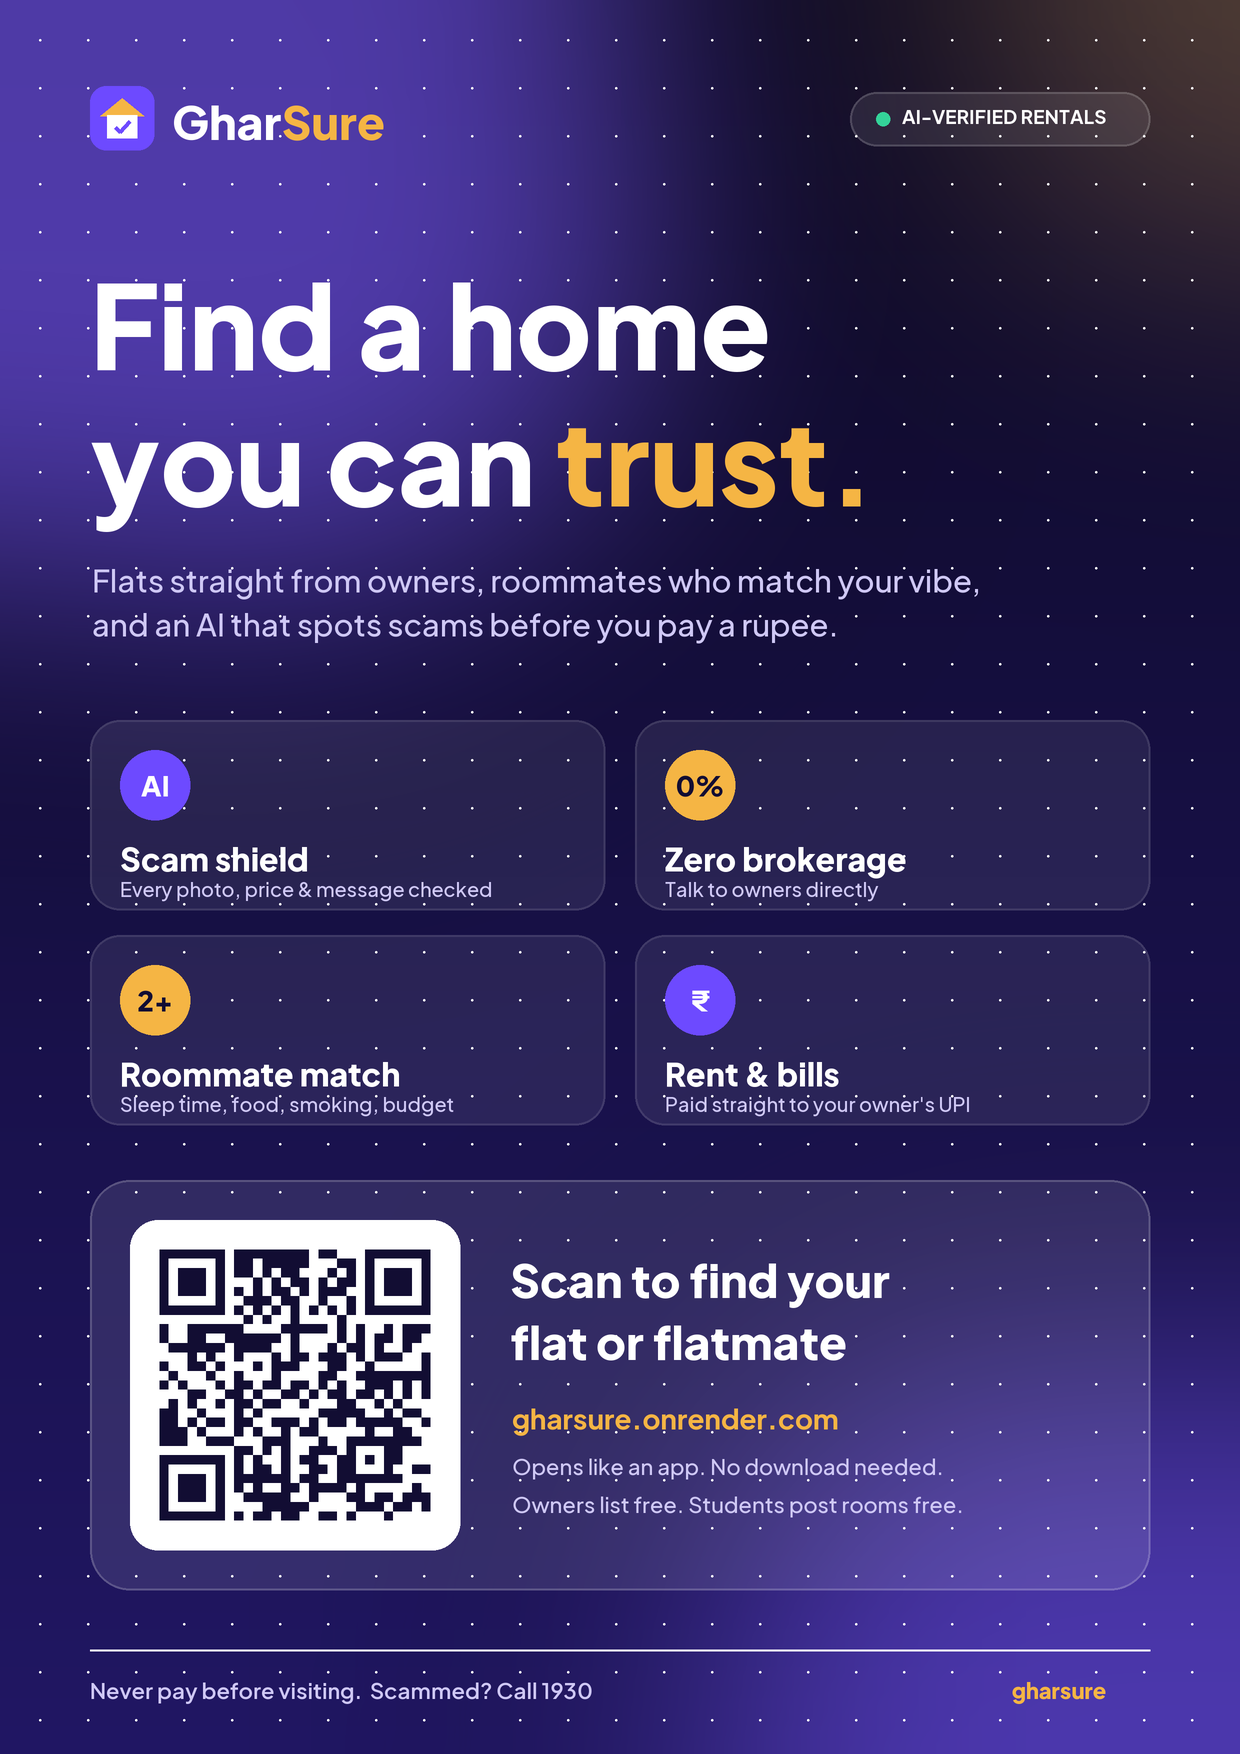 GharSure
AI-VERIFIED RENTALS
Find a home
you can trust.
Flats straight from owners, roommates who match your vibe,
and an AI that spots scams before you pay a rupee.
AI
Scam shield
Every photo, price & message checked
0%
Zero brokerage
Talk to owners directly
2+
Roommate match
Sleep time, food, smoking, budget
₹
Rent & bills
Paid straight to your owner's UPI
Scan to find your
flat or flatmate
gharsure.onrender.com
Opens like an app. No download needed.
Owners list free. Students post rooms free.
Never pay before visiting. Scammed? Call 1930
gharsure